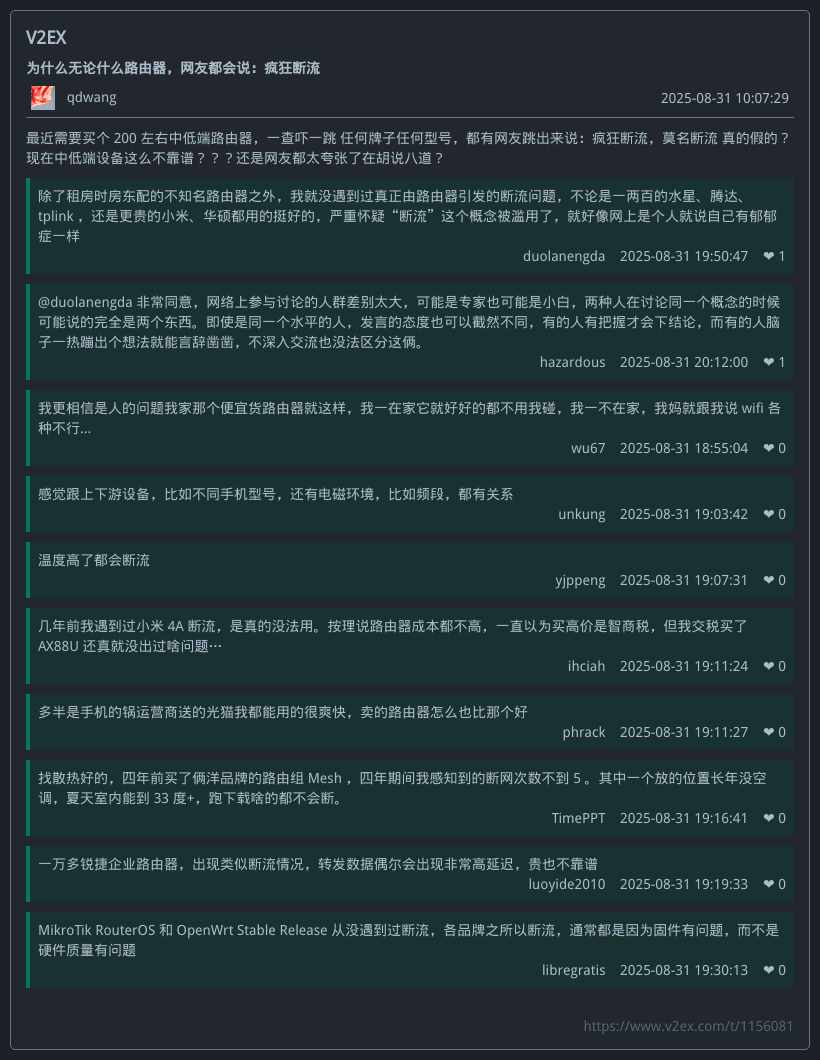 V2EX
为什么无论什么路由器，网友都会说：疯狂断流
qdwang
2025-08-31 10:07:29
最近需要买个 200 左右中低端路由器，一查吓一跳 任何牌子任何型号，都有网友跳出来说：疯狂断流，莫名断流 真的假的？
现在中低端设备这么不靠谱？？？还是网友都太夸张了在胡说八道？
除了租房时房东配的不知名路由器之外，我就没遇到过真正由路由器引发的断流问题，不论是一两百的水星、腾达、
tplink ，还是更贵的小米、华硕都用的挺好的，严重怀疑“断流”这个概念被滥用了，就好像网上是个人就说自己有郁郁
症一样
duolanengda 2025-08-31 19:50:47 ❤ 1
@duolanengda 非常同意，网络上参与讨论的人群差别太大，可能是专家也可能是小白，两种人在讨论同一个概念的时候
可能说的完全是两个东西。即使是同一个水平的人，发言的态度也可以截然不同，有的人有把握才会下结论，而有的人脑
子一热蹦出个想法就能言辞凿凿，不深入交流也没法区分这俩。
hazardous 2025-08-31 20:12:00 ❤ 1
我更相信是人的问题我家那个便宜货路由器就这样，我一在家它就好好的都不用我碰，我一不在家，我妈就跟我说 wifi 各
种不行...
wu67 2025-08-31 18:55:04 ❤ 0
感觉跟上下游设备，比如不同手机型号，还有电磁环境，比如频段，都有关系
unkung 2025-08-31 19:03:42 ❤ 0
温度高了都会断流
yjppeng 2025-08-31 19:07:31 ❤ 0
几年前我遇到过小米 4A 断流，是真的没法用。按理说路由器成本都不高，一直以为买高价是智商税，但我交税买了
AX88U 还真就没出过啥问题…
ihciah 2025-08-31 19:11:24 ❤ 0
多半是手机的锅运营商送的光猫我都能用的很爽快，卖的路由器怎么也比那个好
phrack 2025-08-31 19:11:27 ❤ 0
找散热好的，四年前买了俩洋品牌的路由组 Mesh ，四年期间我感知到的断网次数不到 5 。其中一个放的位置长年没空
调，夏天室内能到 33 度+，跑下载啥的都不会断。
TimePPT 2025-08-31 19:16:41 ❤ 0
一万多锐捷企业路由器，出现类似断流情况，转发数据偶尔会出现非常高延迟，贵也不靠谱
luoyide2010 2025-08-31 19:19:33 ❤ 0
MikroTik RouterOS 和 OpenWrt Stable Release 从没遇到过断流，各品牌之所以断流，通常都是因为固件有问题，而不是
硬件质量有问题
libregratis 2025-08-31 19:30:13 ❤ 0
https://www.v2ex.com/t/1156081